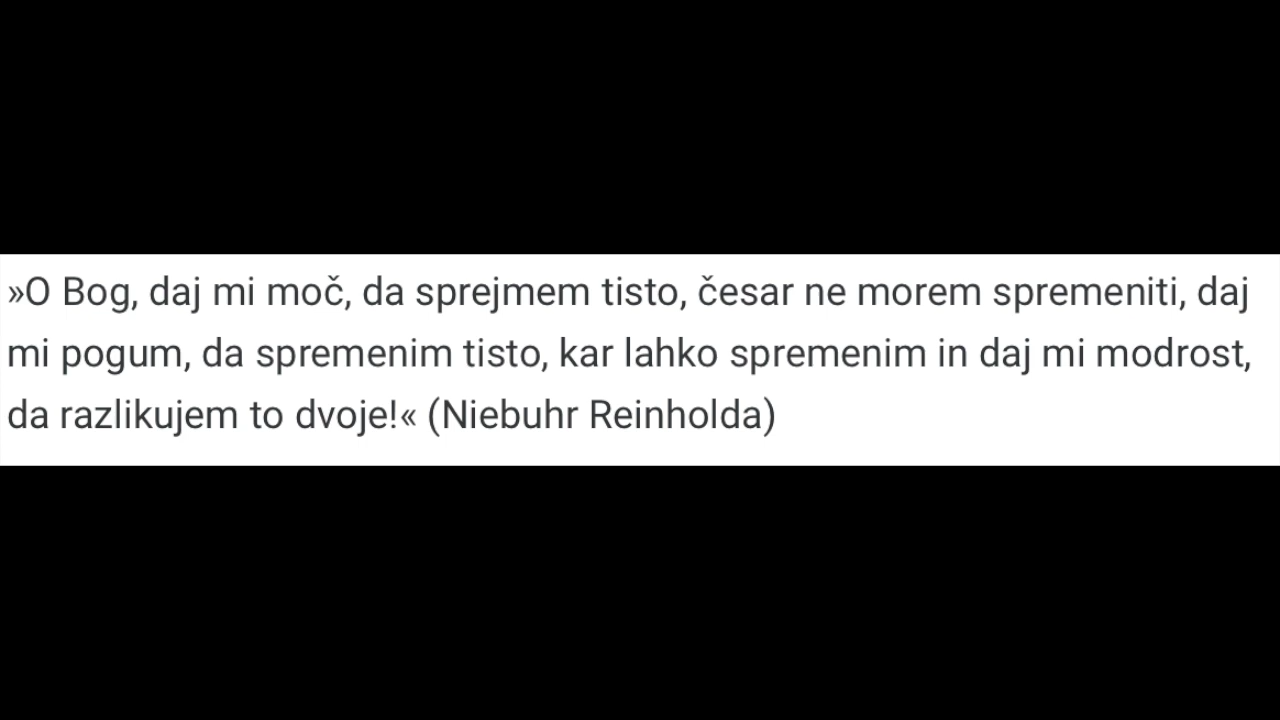 »O Bog, daj mi moč, da sprejmem tisto, česar ne morem spremeniti, daj
mi pogum, da spremenim tisto, kar lahko spremenim in daj mi modrost,
da razlikujem to dvoje!« (Niebuhr Reinholda)